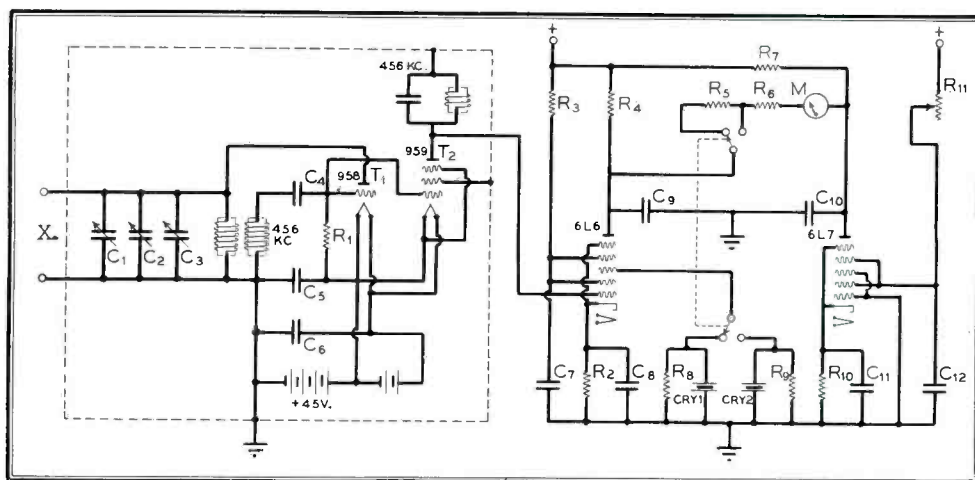 456 KC.
959
T2
958
T1
C4
X
C1
C2
C3
456
KC
R1
C5
C6
+45V.
+
R3
R4
R7
R5
R6
M
+
R11
C9
C10
6L6
6L7
C7
R2
C8
R8
CRY1
CRY2
R9
R10
C11
C12